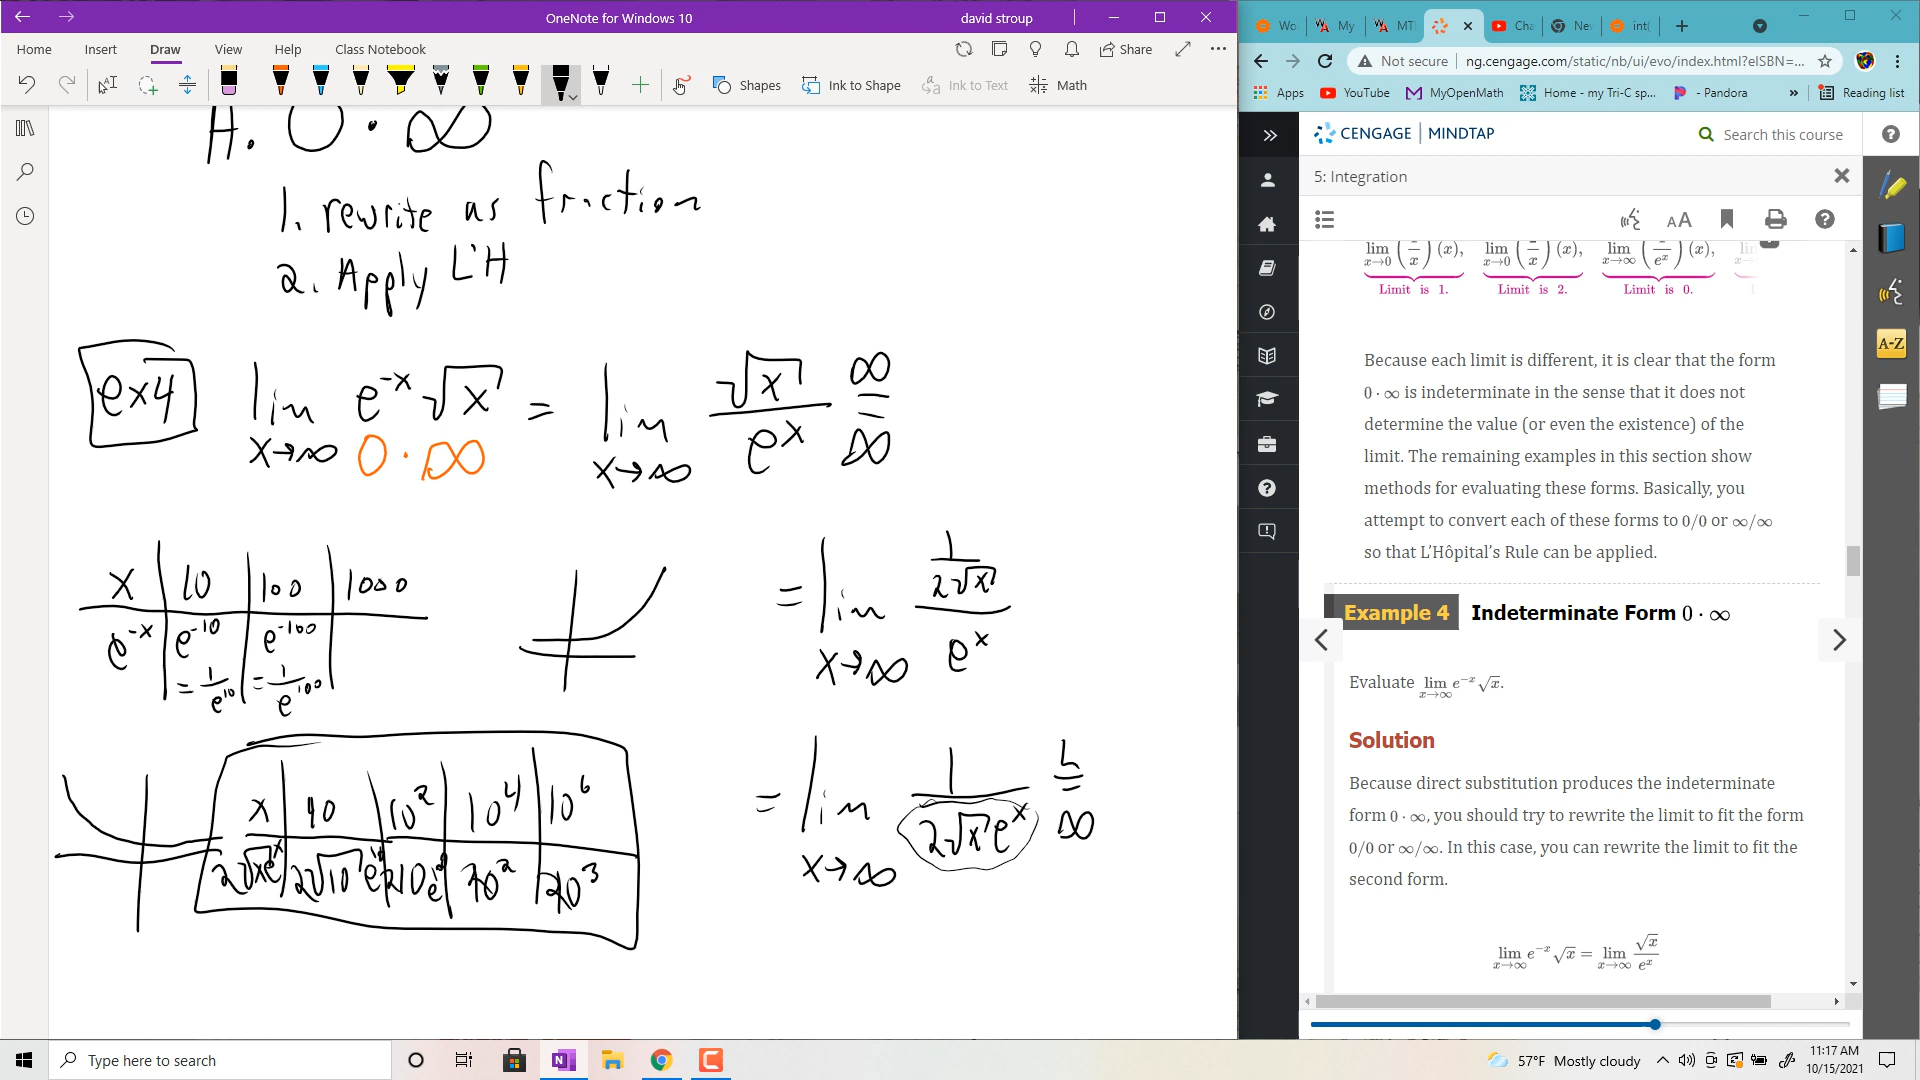 OneNote for Windows 10
david stroup
Home Insert Draw View Help Class Notebook
Share
Shapes
Ink to Shape
Ink to Text
Math
A. 0 · ∞
1. rewrite as fraction
2. Apply L'H
ex4
lim x→∞ e^-x √x = lim x→∞ √x / e^x = ∞/∞
0 · ∞
x | 10 | 100 | 1000
e^-x | e^-10 | e^-100
= 1/e^10 | = 1/e^100
= lim x→∞ (1/(2√x)) / e^x
= lim x→∞ 1 / (2√x e^x)
∞
x | 10 | 10^2 | 10^4 | 10^6
2√x e^x
Not secure
ng.cengage.com/static/nb/ui/evo/index.html?eISBN=...
Apps YouTube MyOpenMath Home - my Tri-C sp... - Pandora » Reading list
CENGAGE | MINDTAP
Search this course
5: Integration
Limit is 1. Limit is 2. Limit is 0.
Because each limit is different, it is clear that the form
0 · ∞ is indeterminate in the sense that it does not
determine the value (or even the existence) of the
limit. The remaining examples in this section show
methods for evaluating these forms. Basically, you
attempt to convert each of these forms to 0/0 or ∞/∞
so that L’Hôpital’s Rule can be applied.
Example 4 Indeterminate Form 0 · ∞
Evaluate lim x→∞ e^−x √x.
Solution
Because direct substitution produces the indeterminate
form 0 · ∞, you should try to rewrite the limit to fit the form
0/0 or ∞/∞. In this case, you can rewrite the limit to fit the
second form.
lim x→∞ e^−x √x = lim x→∞ √x / e^x
A-Z
Type here to search
57°F Mostly cloudy
11:17 AM
10/15/2021